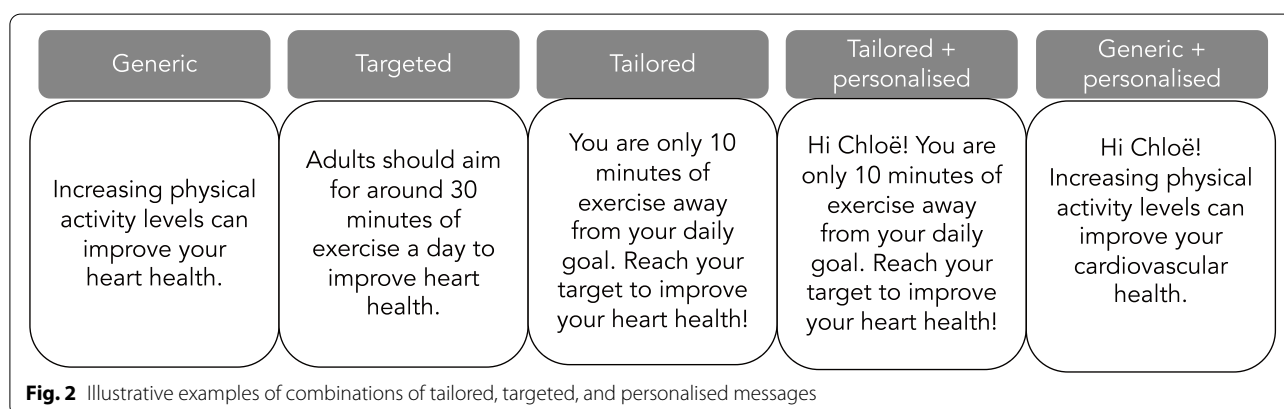 Generic
Targeted
Tailored
Tailored +
personalised
Generic +
personalised
Increasing physical
activity levels can
improve your
heart health.
Adults should aim
for around 30
minutes of
exercise a day to
improve heart
health.
You are only 10
minutes of
exercise away
from your daily
goal. Reach your
target to improve
your heart health!
Hi Chloë! You are
only 10 minutes of
exercise away
from your daily
goal. Reach your
target to improve
your heart health!
Hi Chloë!
Increasing physical
activity levels can
improve your
cardiovascular
health.
Fig. 2 Illustrative examples of combinations of tailored, targeted, and personalised messages